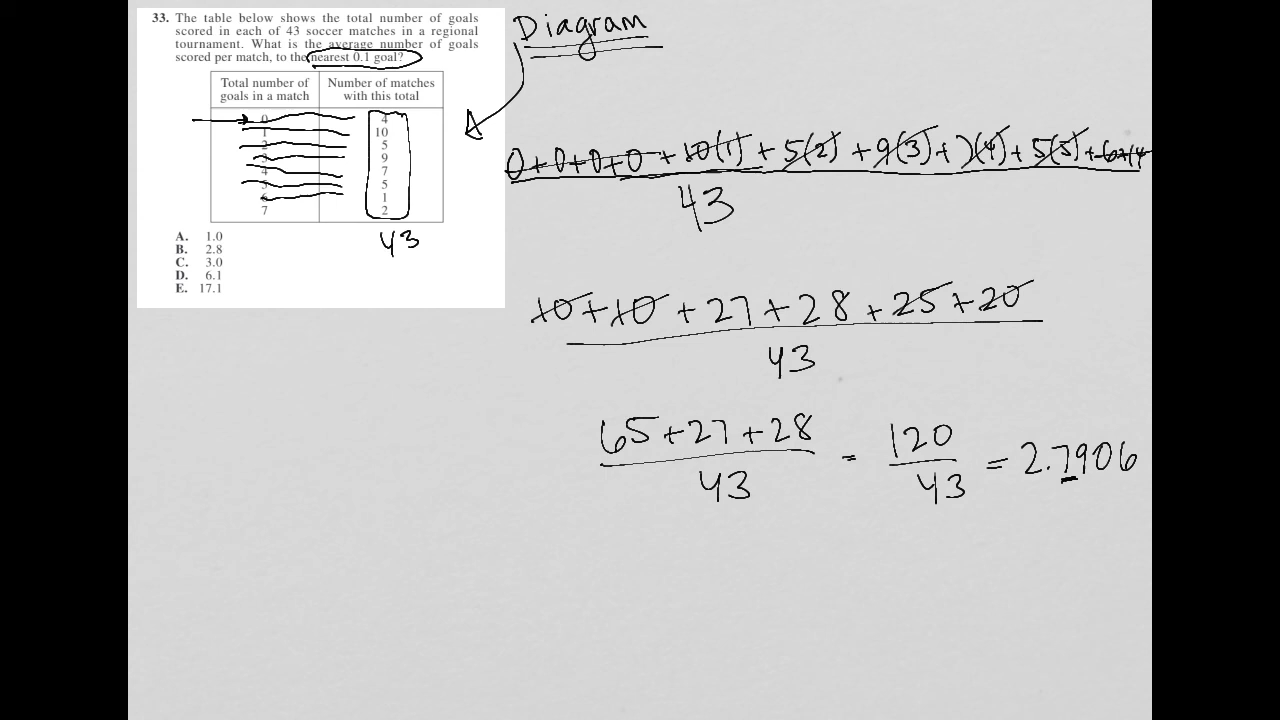 33. The table below shows the total number of goals
scored in each of 43 soccer matches in a regional
tournament. What is the average number of goals
scored per match, to the nearest 0.1 goal?
Total number of goals in a match | Number of matches with this total
0 4
1 10
2 5
3 9
4 7
5 5
6 1
7 2
43
A. 1.0
B. 2.8
C. 3.0
D. 6.1
E. 17.1
Diagram
0+0+0+0 + 10(1) + 5(2) + 9(3) + 7(4) + 5(5) + 6+14
43
10+10+27+28+25+20
43
65+27+28 = 120 = 2.7906
43 43